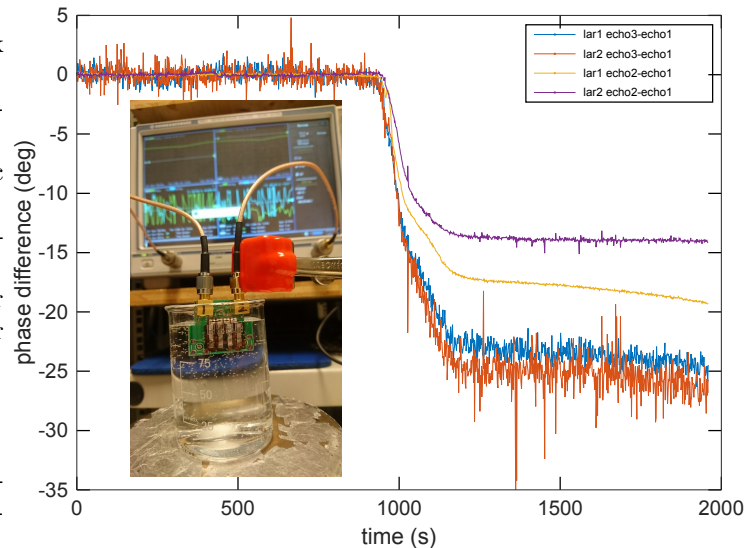 5
0
-5
-10
-15
-20
-25
-30
-35
phase difference (deg)
lar1 echo3-echo1
lar2 echo3-echo1
lar1 echo2-echo1
lar2 echo2-echo1
75
50
25
0
500
1000
1500
2000
time (s)